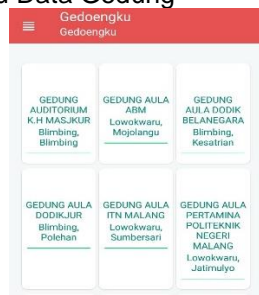 Data Gedung
Gedoengku
Gedoengku
GEDUNG
AUDITORIUM
K.H MASJKUR
Blimbing,
Blimbing
GEDUNG AULA
ABM
Lowokwaru,
Mojolangu
GEDUNG
AULA DODIK
BELANEGARA
Blimbing,
Kesatrian
GEDUNG AULA
DODIKJUR
Blimbing,
Polehan
GEDUNG AULA
ITN MALANG
Lowokwaru,
Sumbersari
GEDUNG AULA
PERTAMINA
POLITEKNIK
NEGERI
MALANG
Lowokwaru,
Jatimulyo